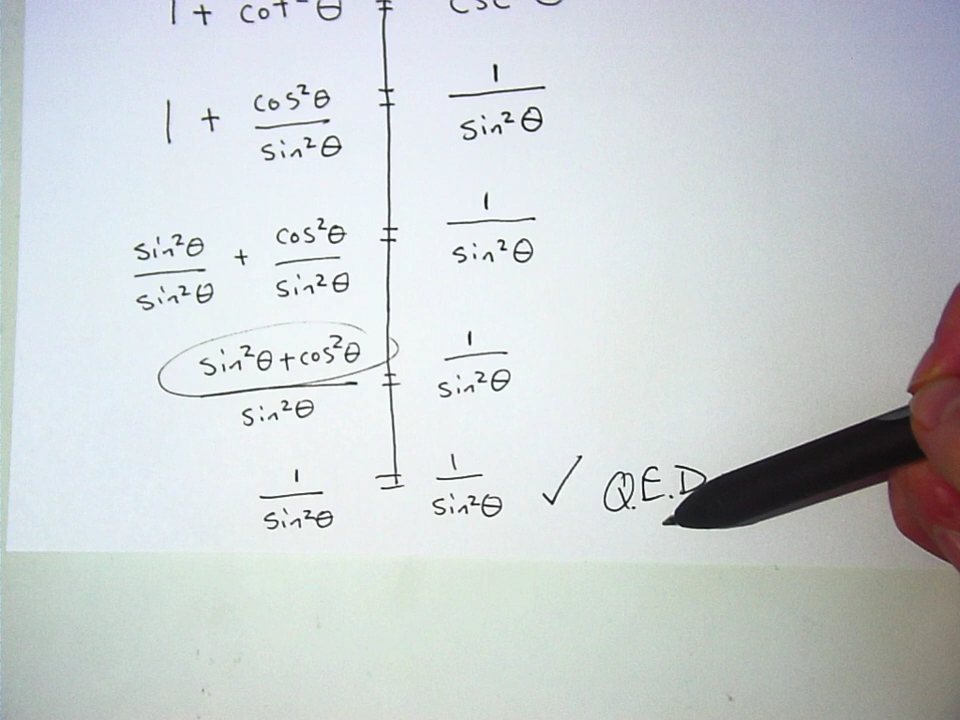 1 + cot²θ = csc²θ
1 + cos²θ/sin²θ = 1/sin²θ
sin²θ/sin²θ + cos²θ/sin²θ = 1/sin²θ
sin²θ+cos²θ/sin²θ = 1/sin²θ
1/sin²θ = 1/sin²θ ✓ Q.E.D